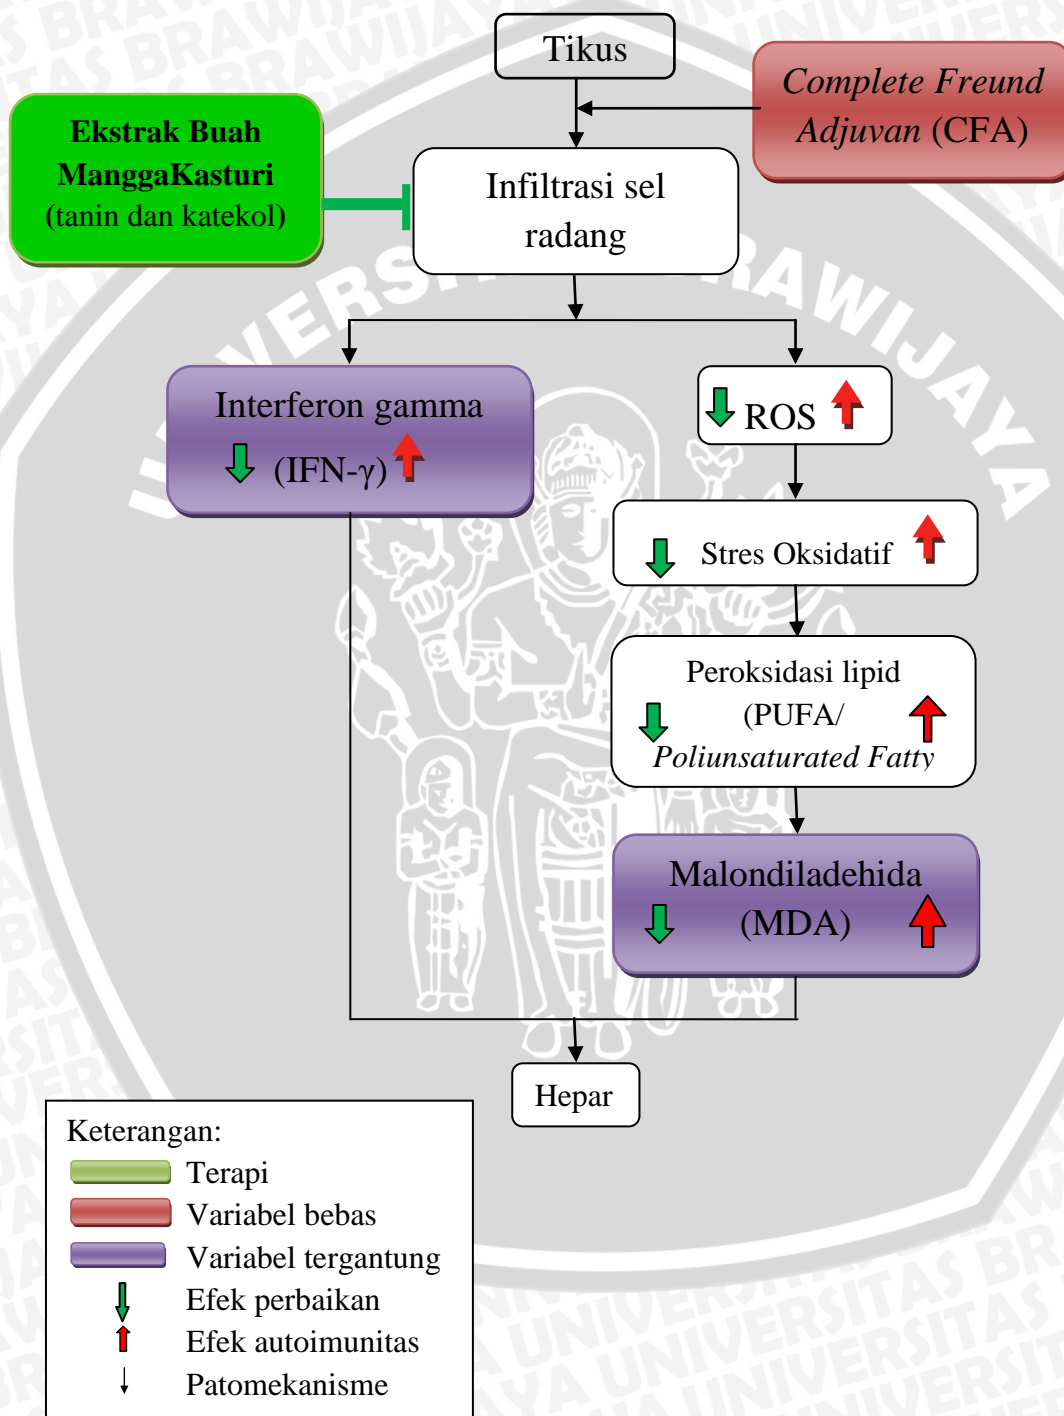 Tikus
Complete Freund
Adjuvan (CFA)
Ekstrak Buah
ManggaKasturi
(tanin dan katekol)
Infiltrasi sel
radang
Interferon gamma
(IFN-γ)
ROS
Stres Oksidatif
Peroksidasi lipid
(PUFA/
Poliunsaturated Fatty
Malondiladehida
(MDA)
Hepar
Keterangan:
Terapi
Variabel bebas
Variabel tergantung
Efek perbaikan
Efek autoimunitas
Patomekanisme
UNIVERSITAS BRAWIJAYA